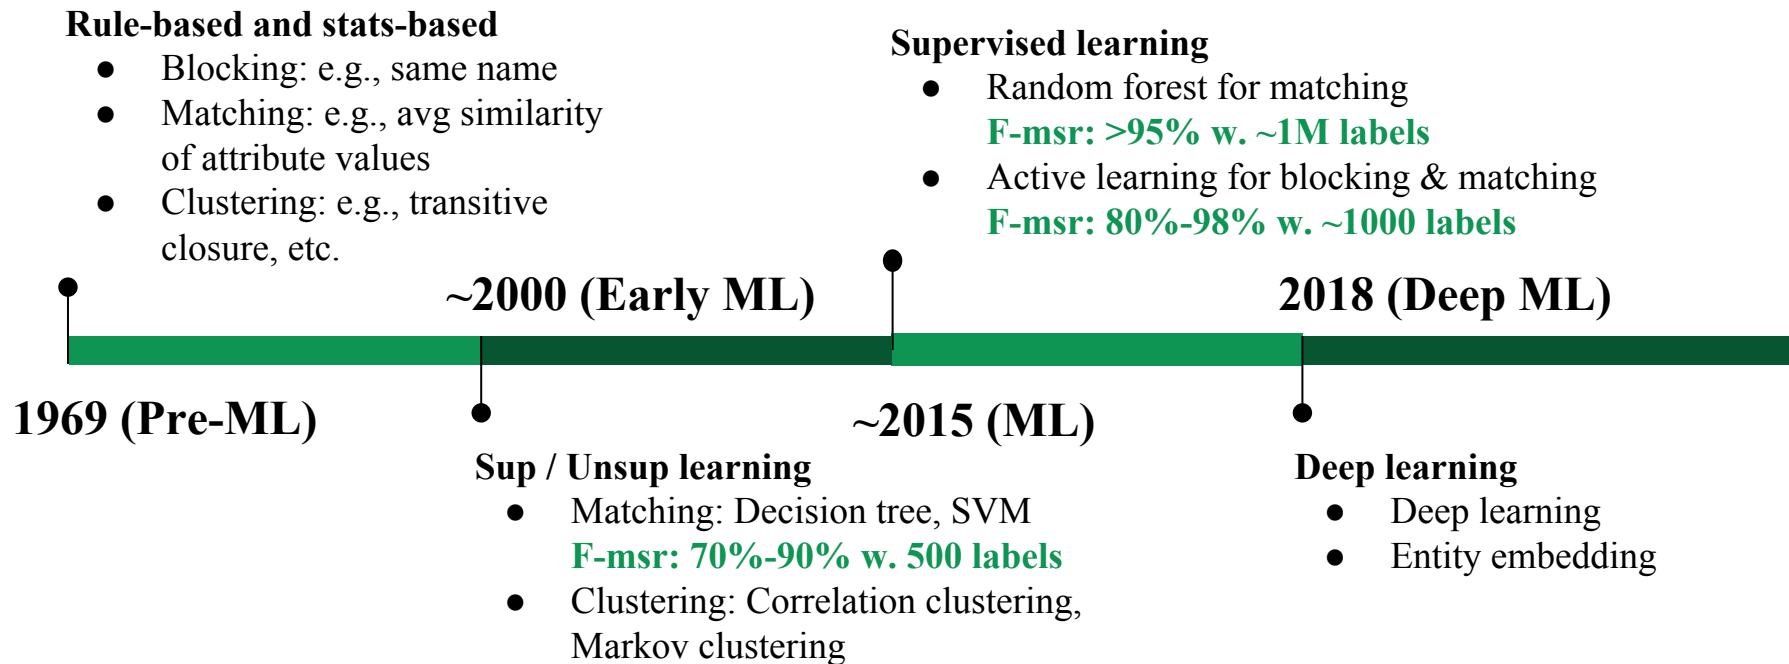 Rule-based and stats-based
● Blocking: e.g., same name
● Matching: e.g., avg similarity
of attribute values
● Clustering: e.g., transitive
closure, etc.
Supervised learning
● Random forest for matching
F-msr: >95% w. ~1M labels
● Active learning for blocking & matching
F-msr: 80%-98% w. ~1000 labels
~2000 (Early ML)
2018 (Deep ML)
1969 (Pre-ML)
~2015 (ML)
Sup / Unsup learning
● Matching: Decision tree, SVM
F-msr: 70%-90% w. 500 labels
● Clustering: Correlation clustering,
Markov clustering
Deep learning
● Deep learning
● Entity embedding